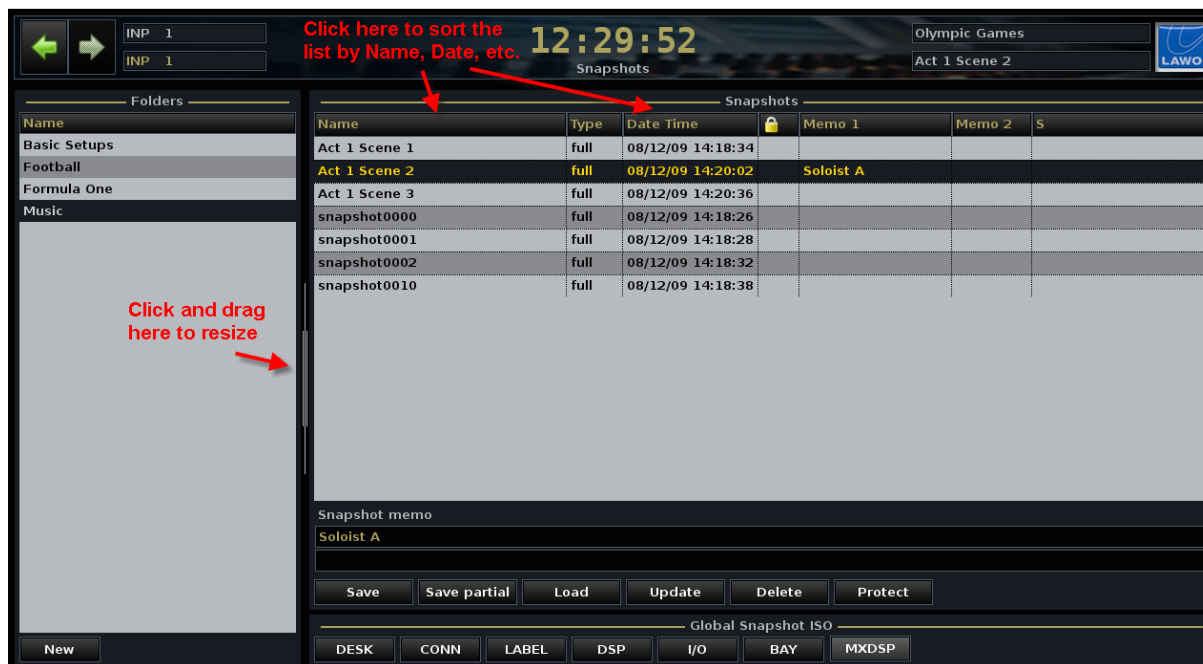 INP 1
INP 1
Click here to sort the
list by Name, Date, etc.
12:29:52
Snapshots
Olympic Games
Act 1 Scene 2
LAWO
Folders
Name
Basic Setups
Football
Formula One
Music
Click and drag
here to resize
New
Snapshots
Name Type Date Time Memo 1 Memo 2 S
Act 1 Scene 1 full 08/12/09 14:18:34
Act 1 Scene 2 full 08/12/09 14:20:02 Soloist A
Act 1 Scene 3 full 08/12/09 14:20:36
snapshot0000 full 08/12/09 14:18:26
snapshot0001 full 08/12/09 14:18:28
snapshot0002 full 08/12/09 14:18:32
snapshot0010 full 08/12/09 14:18:38
Snapshot memo
Soloist A
Save Save partial Load Update Delete Protect
Global Snapshot ISO
DESK CONN LABEL DSP I/O BAY MXDSP